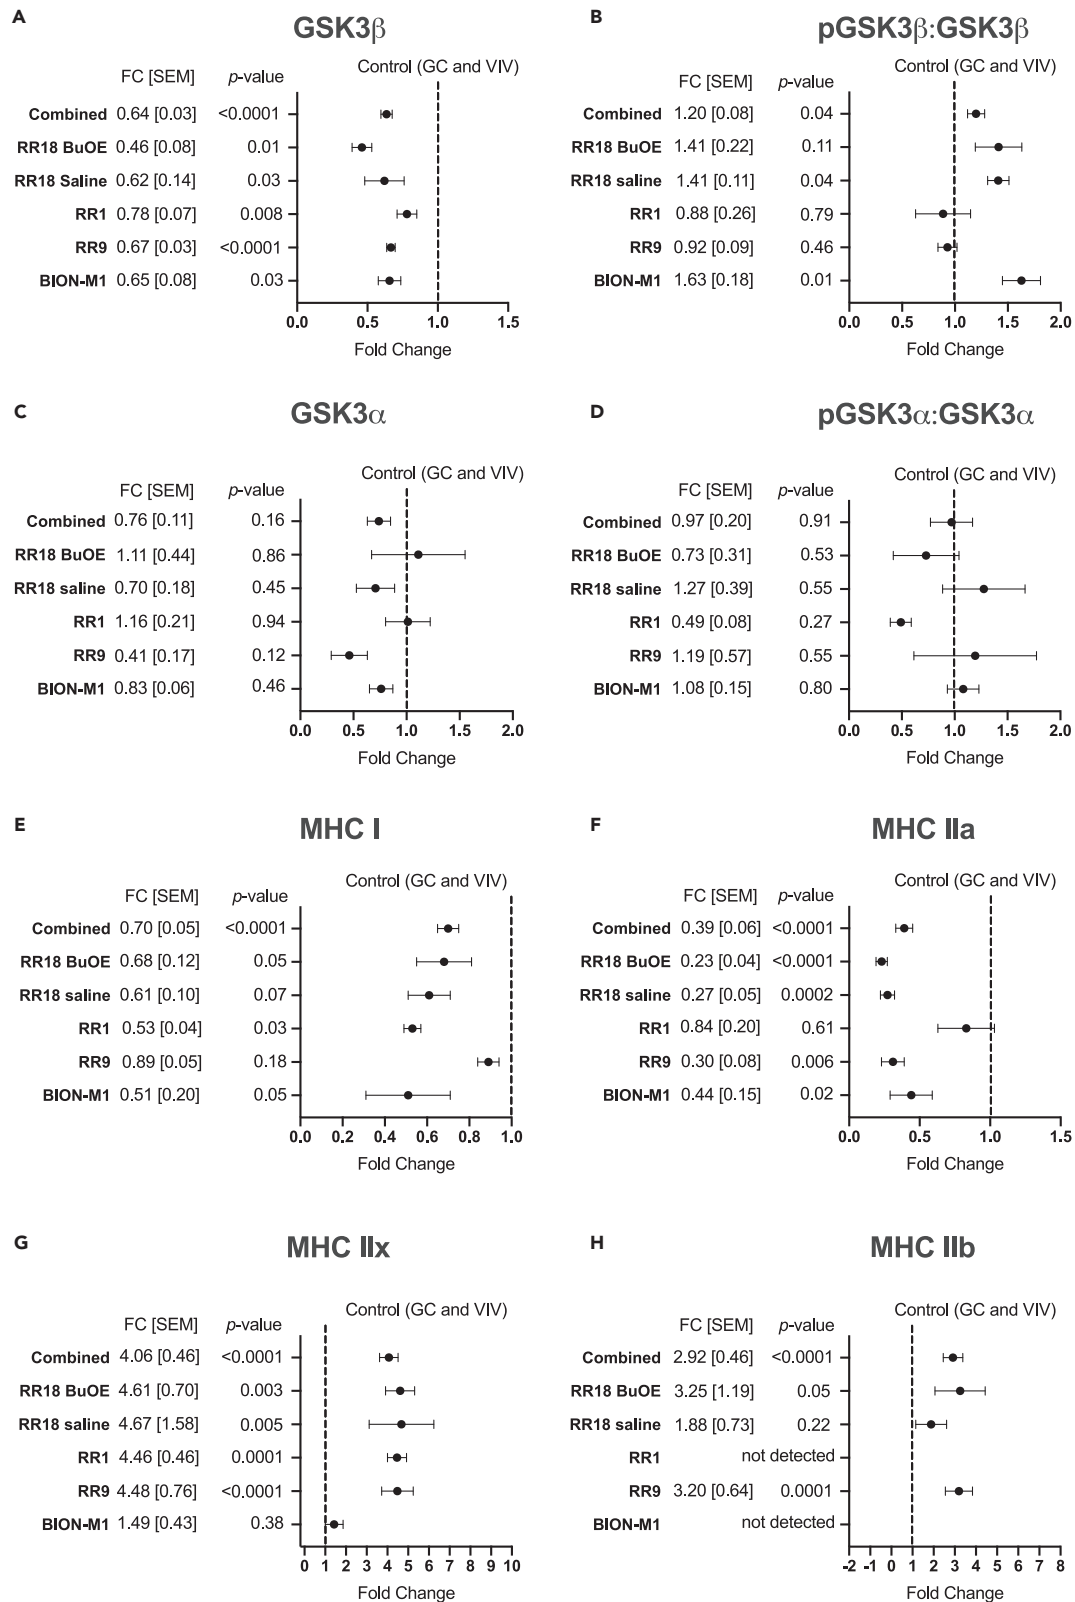 A
GSK3β
FC [SEM] p-value Control (GC and VIV)
Combined 0.64 [0.03] <0.0001
RR18 BuOE 0.46 [0.08] 0.01
RR18 Saline 0.62 [0.14] 0.03
RR1 0.78 [0.07] 0.008
RR9 0.67 [0.03] <0.0001
BION-M1 0.65 [0.08] 0.03
0.0 0.5 1.0 1.5
Fold Change
B
pGSK3β:GSK3β
FC [SEM] p-value Control (GC and VIV)
Combined 1.20 [0.08] 0.04
RR18 BuOE 1.41 [0.22] 0.11
RR18 saline 1.41 [0.11] 0.04
RR1 0.88 [0.26] 0.79
RR9 0.92 [0.09] 0.46
BION-M1 1.63 [0.18] 0.01
0.0 0.5 1.0 1.5 2.0
Fold Change
C
GSK3α
Control (GC and VIV)
FC [SEM] p-value
Combined 0.76 [0.11] 0.16
RR18 BuOE 1.11 [0.44] 0.86
RR18 saline 0.70 [0.18] 0.45
RR1 1.16 [0.21] 0.94
RR9 0.41 [0.17] 0.12
BION-M1 0.83 [0.06] 0.46
0.0 0.5 1.0 1.5 2.0
Fold Change
D
pGSK3α:GSK3α
Control (GC and VIV)
FC [SEM] p-value
Combined 0.97 [0.20] 0.91
RR18 BuOE 0.73 [0.31] 0.53
RR18 saline 1.27 [0.39] 0.55
RR1 0.49 [0.08] 0.27
RR9 1.19 [0.57] 0.55
BION-M1 1.08 [0.15] 0.80
0.0 0.5 1.0 1.5 2.0
Fold Change
E
MHC I
Control (GC and VIV)
FC [SEM] p-value
Combined 0.70 [0.05] <0.0001
RR18 BuOE 0.68 [0.12] 0.05
RR18 saline 0.61 [0.10] 0.07
RR1 0.53 [0.04] 0.03
RR9 0.89 [0.05] 0.18
BION-M1 0.51 [0.20] 0.05
0.0 0.2 0.4 0.6 0.8 1.0
Fold Change
F
MHC IIa
Control (GC and VIV)
FC [SEM] p-value
Combined 0.39 [0.06] <0.0001
RR18 BuOE 0.23 [0.04] <0.0001
RR18 saline 0.27 [0.05] 0.0002
RR1 0.84 [0.20] 0.61
RR9 0.30 [0.08] 0.006
BION-M1 0.44 [0.15] 0.02
0.0 0.5 1.0 1.5
Fold Change
G
MHC IIx
Control (GC and VIV)
FC [SEM] p-value
Combined 4.06 [0.46] <0.0001
RR18 BuOE 4.61 [0.70] 0.003
RR18 saline 4.67 [1.58] 0.005
RR1 4.46 [0.46] 0.0001
RR9 4.48 [0.76] <0.0001
BION-M1 1.49 [0.43] 0.38
0 1 2 3 4 5 6 7 8 9 10
Fold Change
H
MHC IIb
Control (GC and VIV)
FC [SEM] p-value
Combined 2.92 [0.46] <0.0001
RR18 BuOE 3.25 [1.19] 0.05
RR18 saline 1.88 [0.73] 0.22
RR1 not detected
RR9 3.20 [0.64] 0.0001
BION-M1 not detected
-2 -1 0 1 2 3 4 5 6 7 8
Fold Change